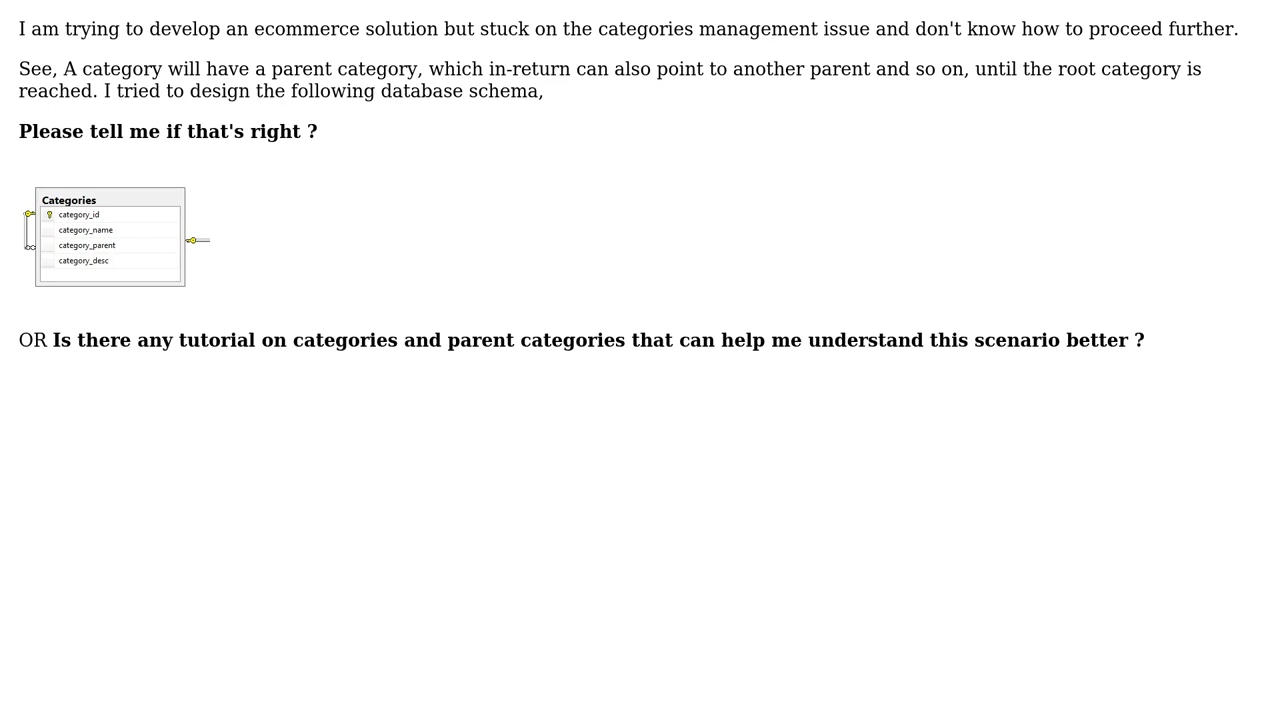 I am trying to develop an ecommerce solution but stuck on the categories management issue and don't know how to proceed further.
See, A category will have a parent category, which in-return can also point to another parent and so on, until the root category is
reached. I tried to design the following database schema,
Please tell me if that's right ?
Categories
category_id
category_name
category_parent
category_desc
OR Is there any tutorial on categories and parent categories that can help me understand this scenario better ?